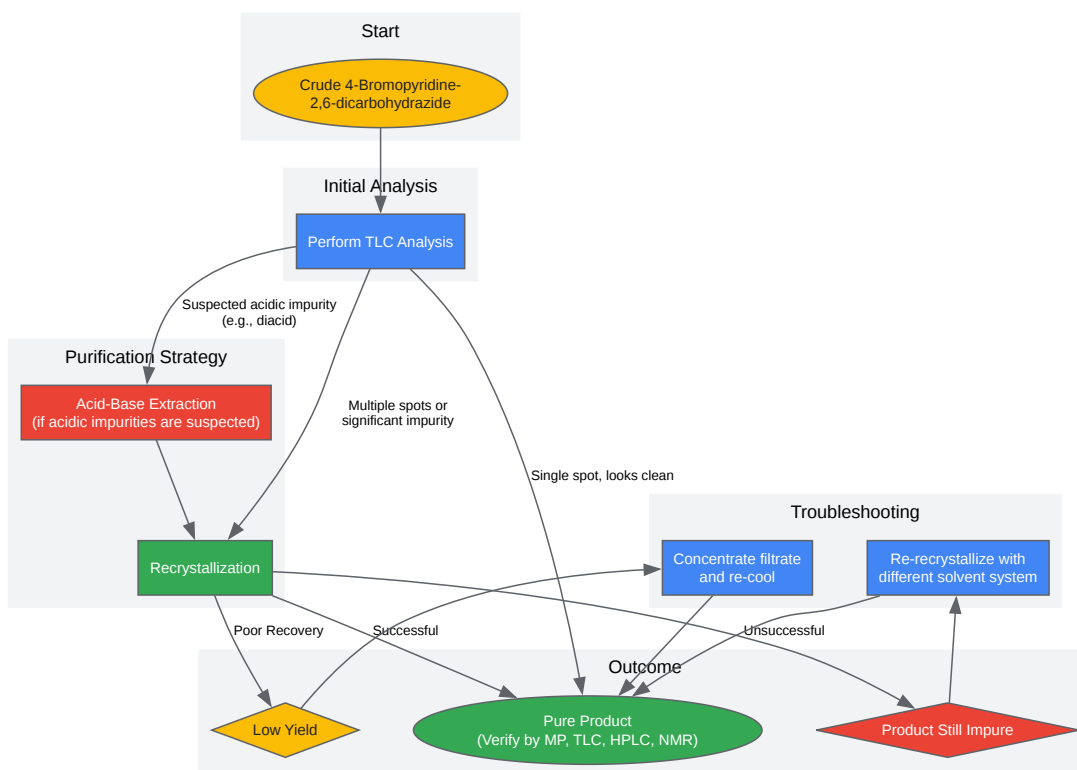 Start
Crude 4-Bromopyridine-
2,6-dicarbohydrazide
Initial Analysis
Perform TLC Analysis
Suspected acidic impurity
(e.g., diacid)
Purification Strategy
Acid-Base Extraction
(if acidic impurities are suspected)
Multiple spots or
significant impurity
Single spot, looks clean
Troubleshooting
Concentrate filtrate
and re-cool
Re-recrystallize with
different solvent system
Recrystallization
Poor Recovery
Successful
Unsuccessful
Outcome
Low Yield
Pure Product
(Verify by MP, TLC, HPLC, NMR)
Product Still Impure